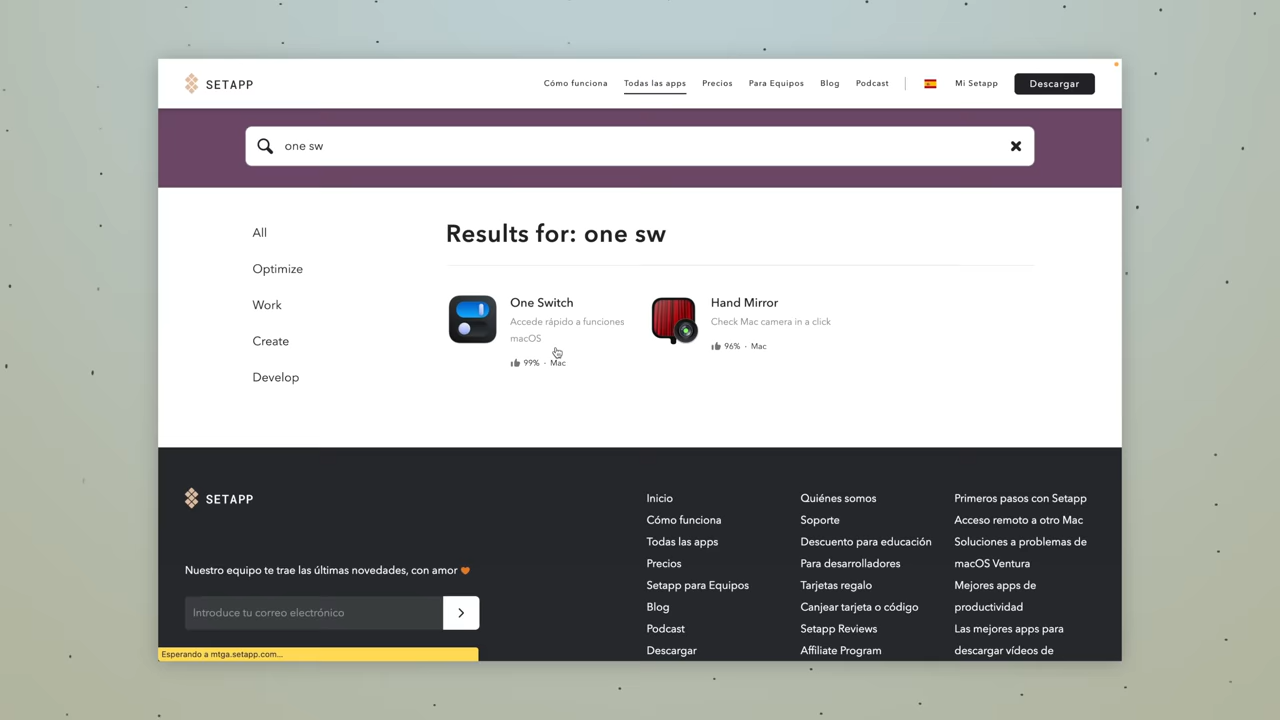 SETAPP
Cómo funciona
Todas las apps
Precios
Para Equipos
Blog
Podcast
Mi Setapp
Descargar
one sw
All
Optimize
Work
Create
Develop
Results for: one sw
One Switch
Accede rápido a funciones
macOS
99% · Mac
Hand Mirror
Check Mac camera in a click
96% · Mac
SETAPP
Nuestro equipo te trae las últimas novedades, con amor
Introduce tu correo electrónico
Inicio
Cómo funciona
Todas las apps
Precios
Setapp para Equipos
Blog
Podcast
Descargar
Quiénes somos
Soporte
Descuento para educación
Para desarrolladores
Tarjetas regalo
Canjear tarjeta o código
Setapp Reviews
Affiliate Program
Primeros pasos con Setapp
Acceso remoto a otro Mac
Soluciones a problemas de
macOS Ventura
Mejores apps de
productividad
Las mejores apps para
descargar vídeos de
Esperando a mtga.setapp.com...